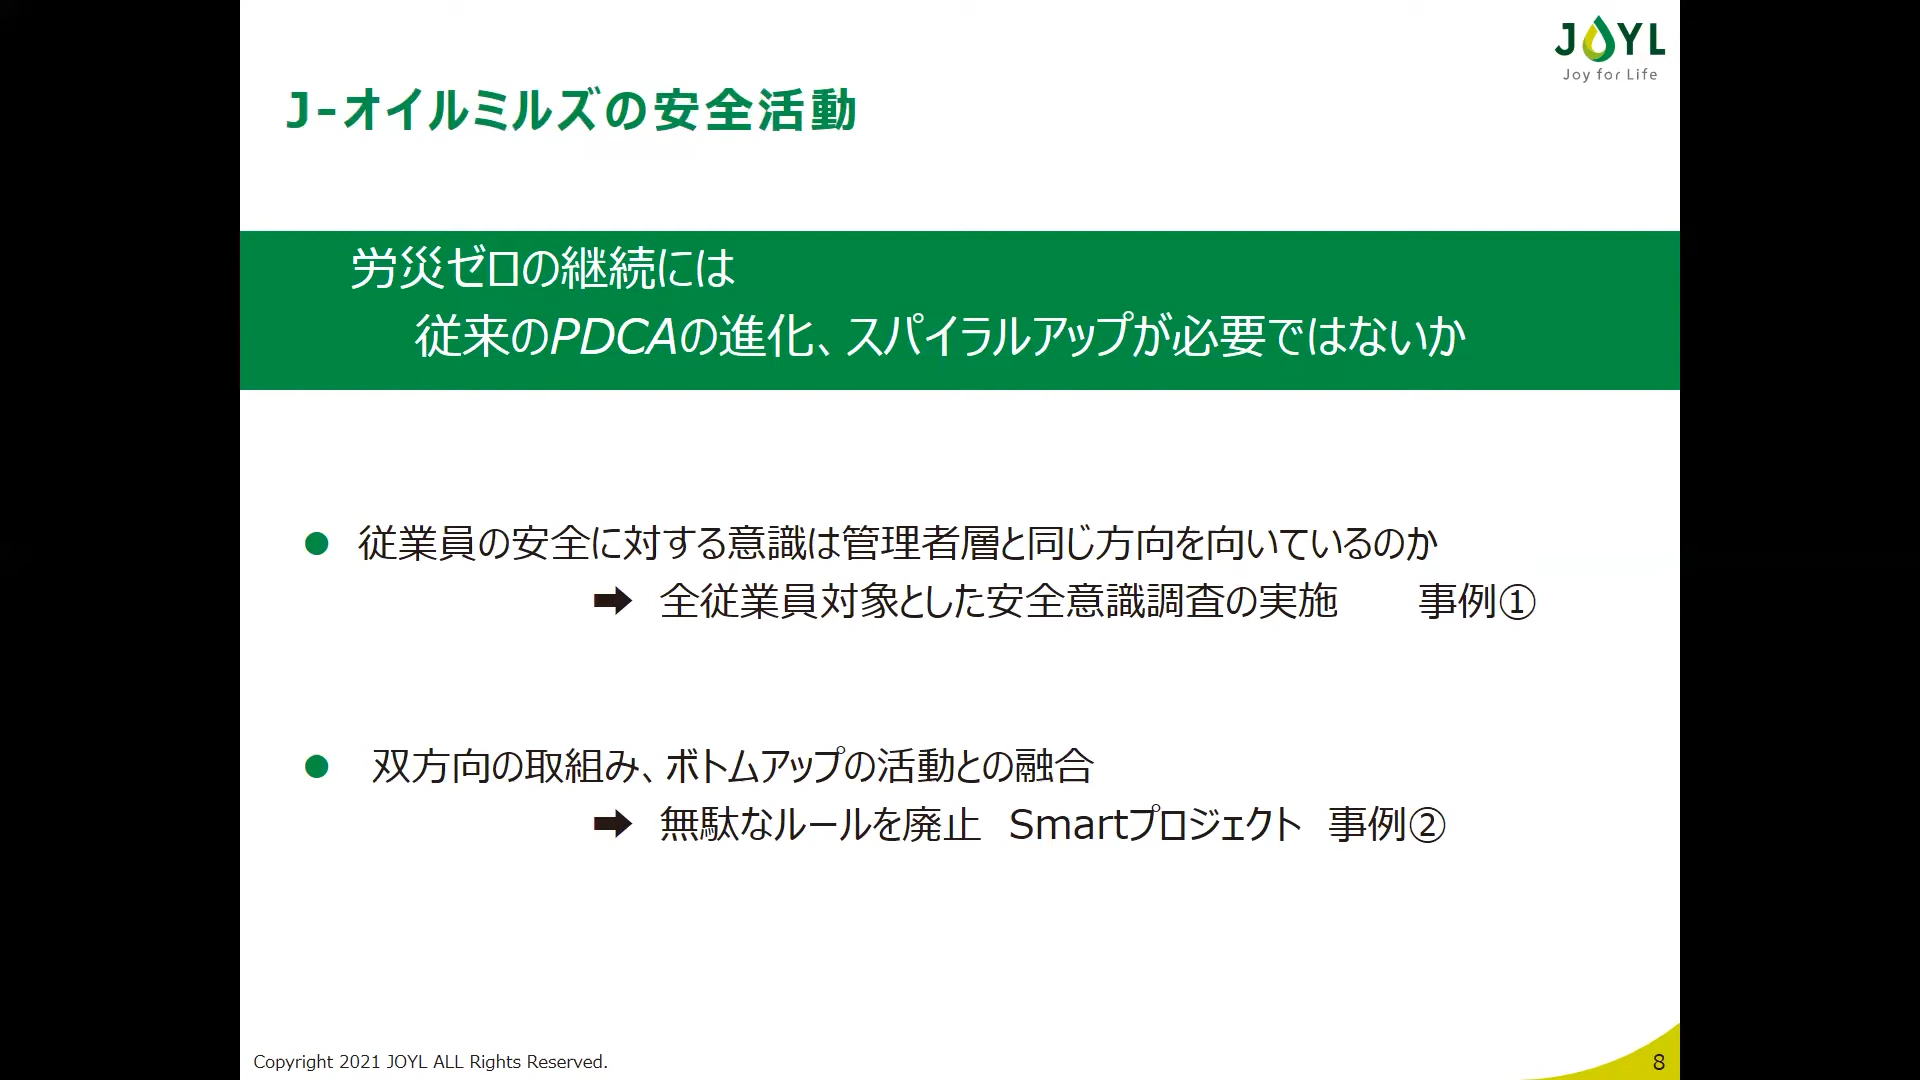 JOYL
Joy for Life
J-オイルミルズの安全活動
労災ゼロの継続には
従来のPDCAの進化、スパイラルアップが必要ではないか
● 従業員の安全に対する意識は管理者層と同じ方向を向いているのか
➡ 全従業員対象とした安全意識調査の実施 事例①
● 双方向の取組み、ボトムアップの活動との融合
➡ 無駄なルールを廃止 Smartプロジェクト 事例②
Copyright 2021 JOYL ALL Rights Reserved.
8